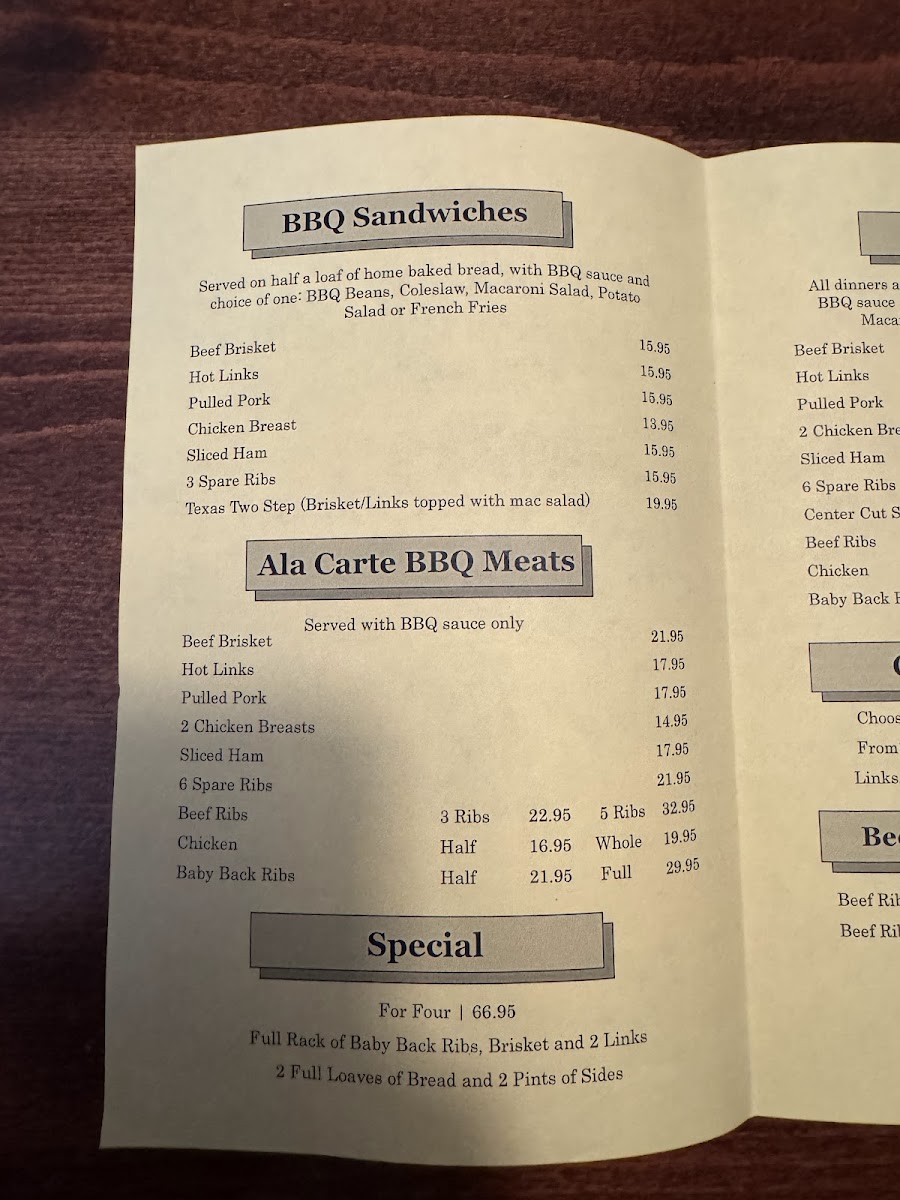 BBQ Sandwiches
Served on half a loaf of home baked bread, with BBQ sauce and
choice of one: BBQ Beans, Coleslaw, Macaroni Salad, Potato
Salad or French Fries
Beef Brisket 15.95
Hot Links 15.95
Pulled Pork 15.95
Chicken Breast 13.95
Sliced Ham 15.95
3 Spare Ribs 15.95
Texas Two Step (Brisket/Links topped with mac salad) 19.95
Ala Carte BBQ Meats
Served with BBQ sauce only
Beef Brisket 21.95
Hot Links 17.95
Pulled Pork 17.95
2 Chicken Breasts 14.95
Sliced Ham 17.95
6 Spare Ribs 21.95
Beef Ribs 3 Ribs 22.95 5 Ribs 32.95
Chicken Half 16.95 Whole 19.95
Baby Back Ribs Half 21.95 Full 29.95
Special
For Four | 66.95
Full Rack of Baby Back Ribs, Brisket and 2 Links
2 Full Loaves of Bread and 2 Pints of Sides
All dinners
BBQ sauce
Beef Brisket
Hot Links
Pulled Pork
2 Chicken
Sliced Ham
6 Spare Ribs
Center Cut
Beef Ribs
Chicken
Baby Back
From
Links
Beef
Beef